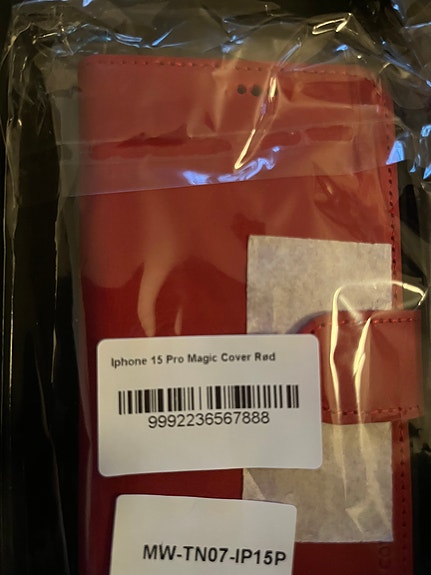 Iphone 15 Pro Magic Cover Rød
9992236567888
MW-TN07-IP15P